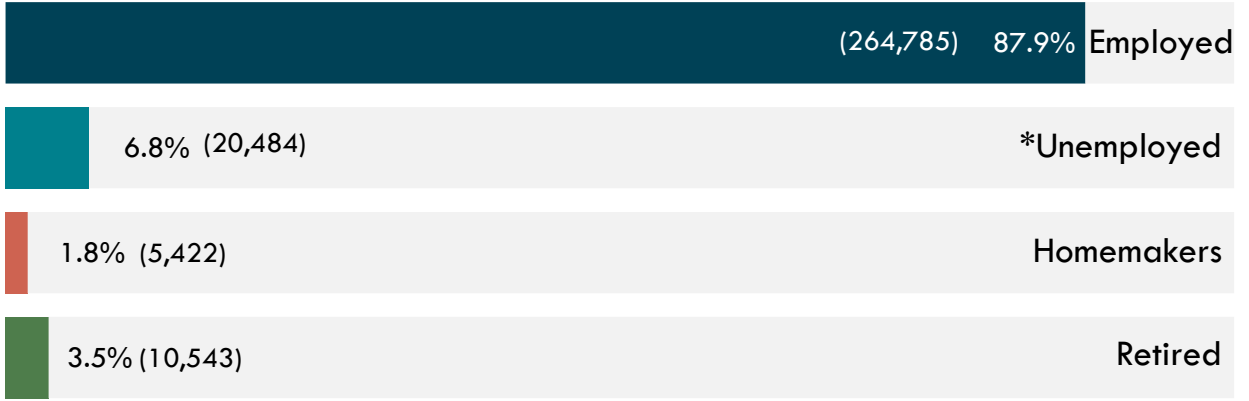 (264,785) 87.9% Employed
6.8% (20,484) *Unemployed
1.8% (5,422) Homemakers
3.5% (10,543) Retired